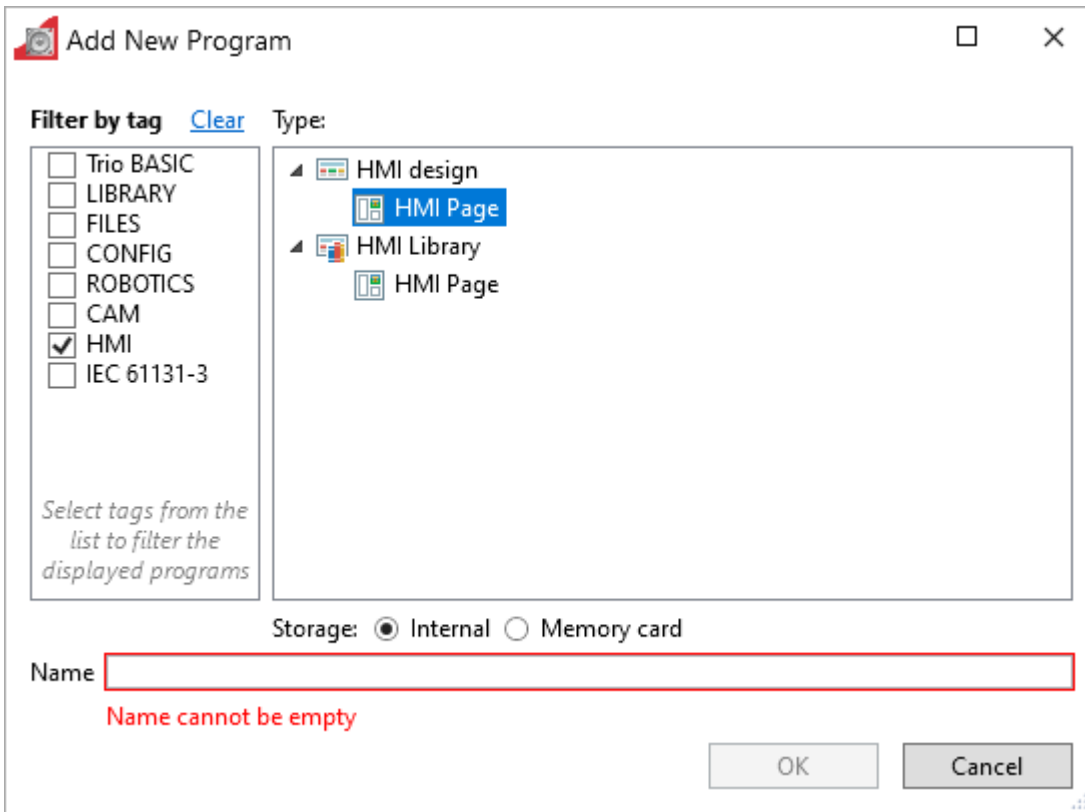 Add New Program
Filter by tag Clear Type:
Trio BASIC
LIBRARY
FILES
CONFIG
ROBOTICS
CAM
HMI
IEC 61131-3
Select tags from the
list to filter the
displayed programs
HMI design
HMI Page
HMI Library
HMI Page
Storage: Internal Memory card
Name
Name cannot be empty
OK Cancel